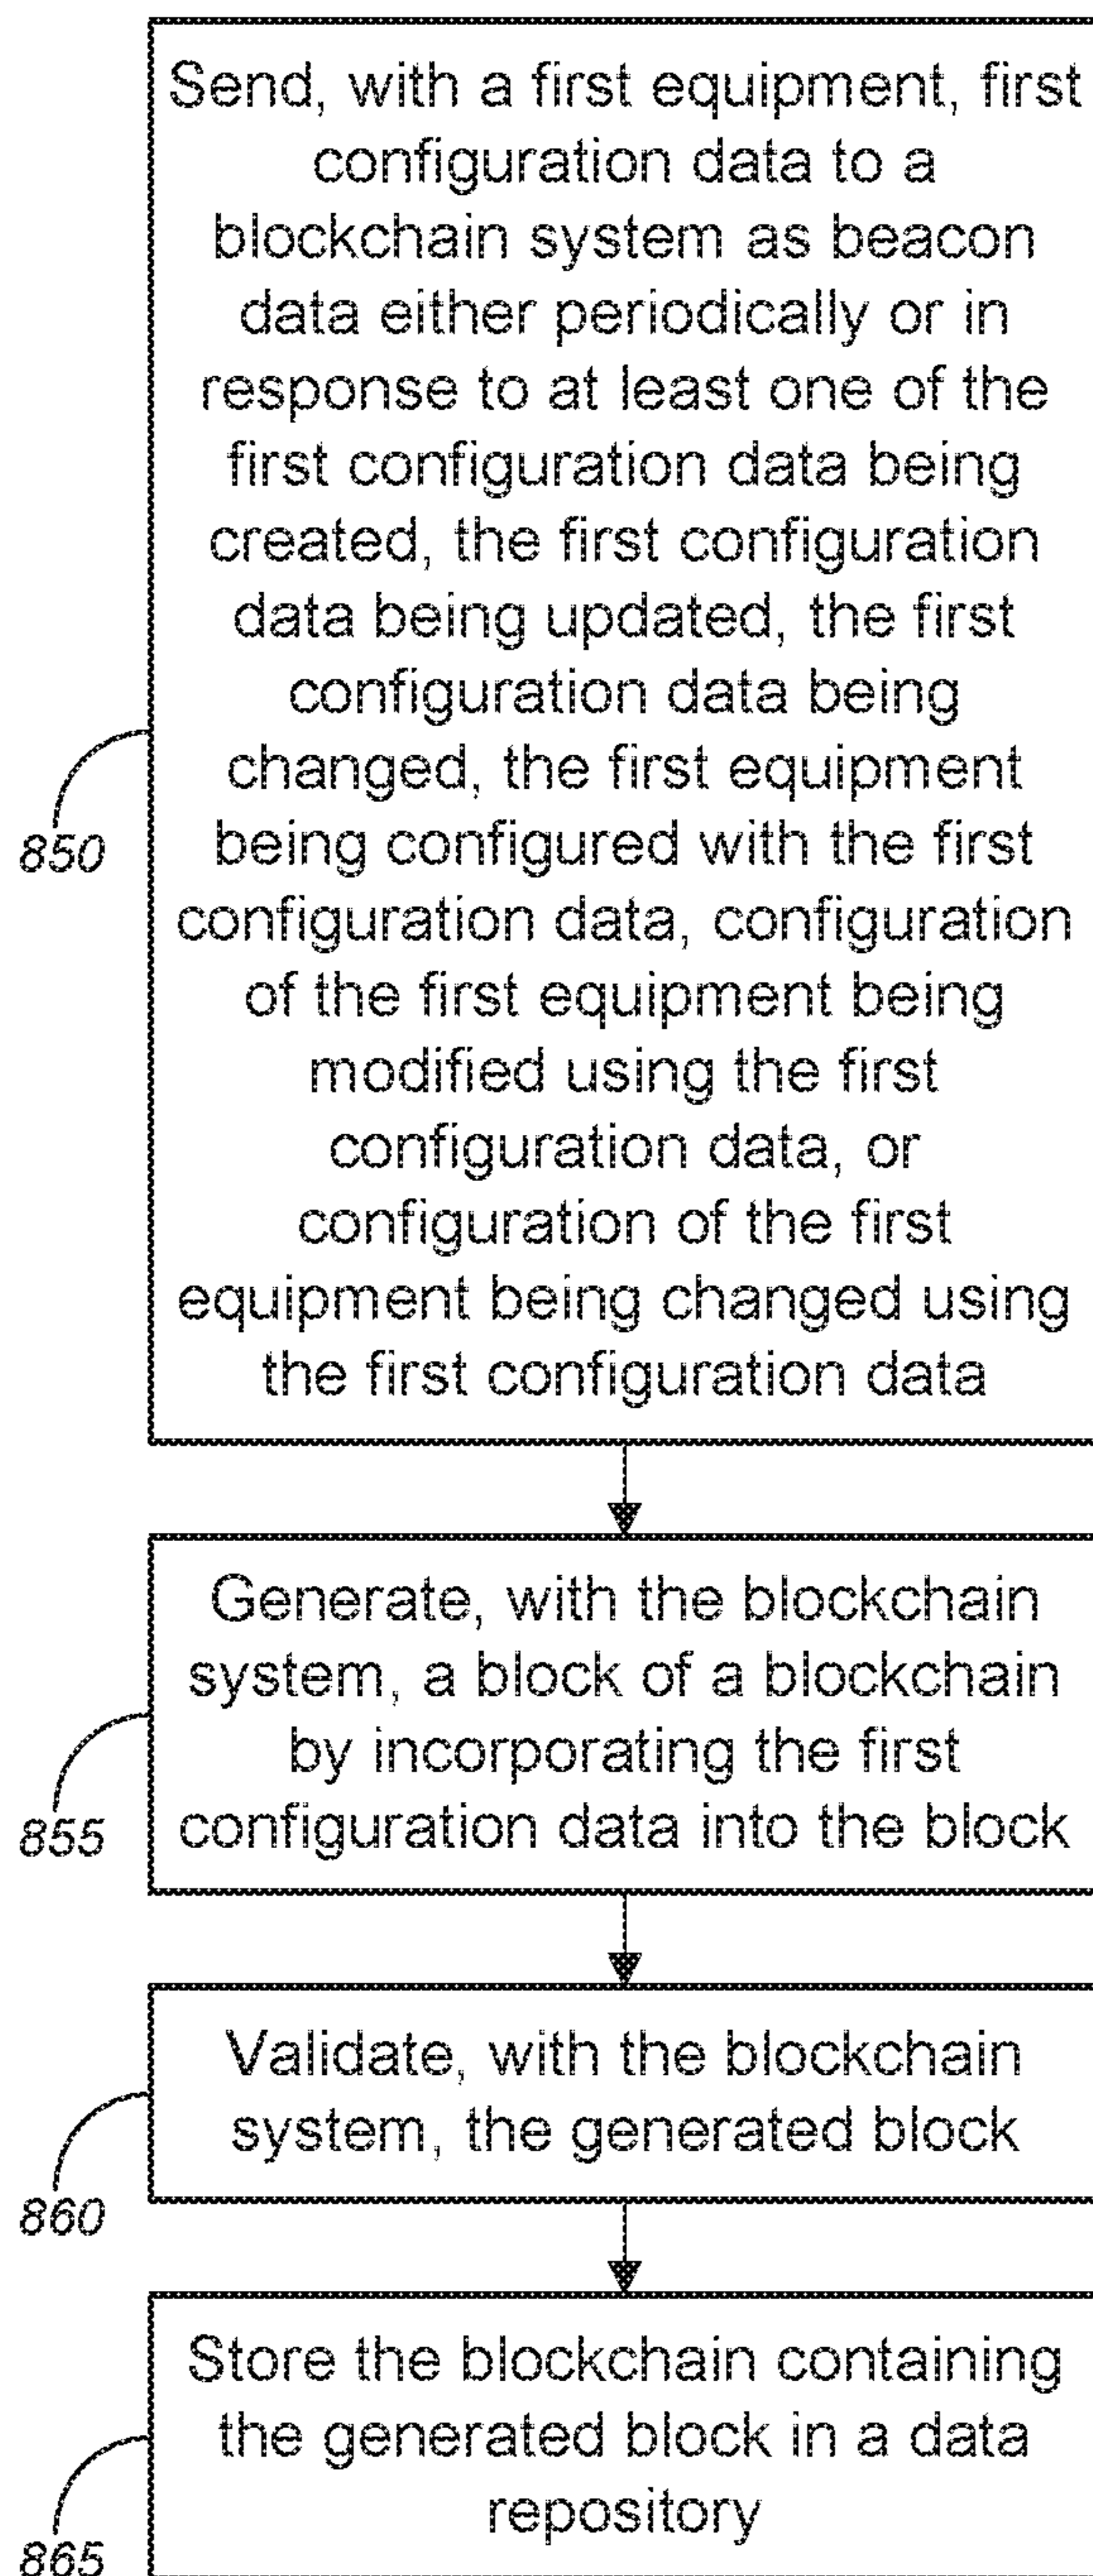 Send, with a first equipment, first
configuration data to a
blockchain system as beacon
data either periodically or in
response to at least one of the
first configuration data being
created, the first configuration
data being updated, the first
configuration data being
changed, the first equipment
being configured with the first
configuration data, configuration
of the first equipment being
modified using the first
configuration data, or
configuration of the first
equipment being changed using
the first configuration data
850
Generate, with the blockchain
system, a block of a blockchain
by incorporating the first
configuration data into the block
855
Validate, with the blockchain
system, the generated block
860
Store the blockchain containing
the generated block in a data
repository
865